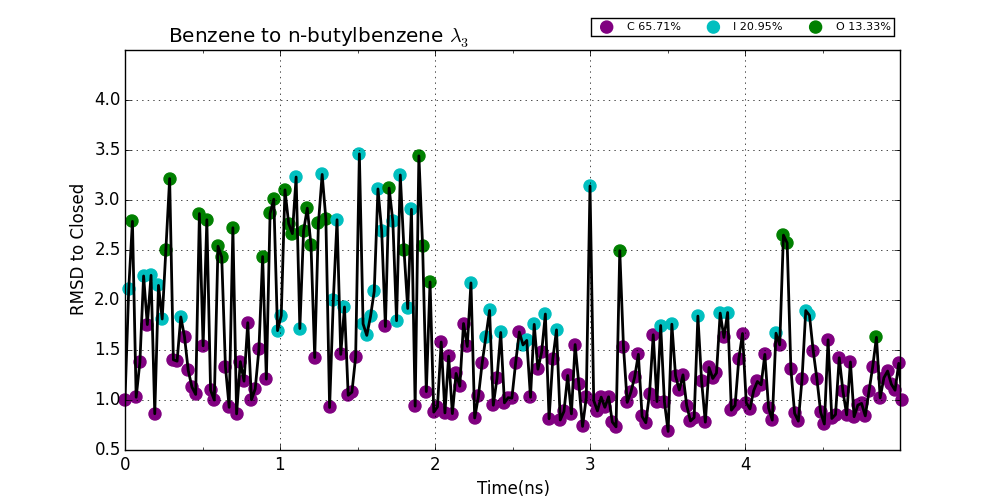 Benzene to n-butylbenzene λ₃
C 65.71% I 20.95% O 13.33%
RMSD to Closed
4.0
3.5
3.0
2.5
2.0
1.5
1.0
0.5
0 1 2 3 4
Time(ns)